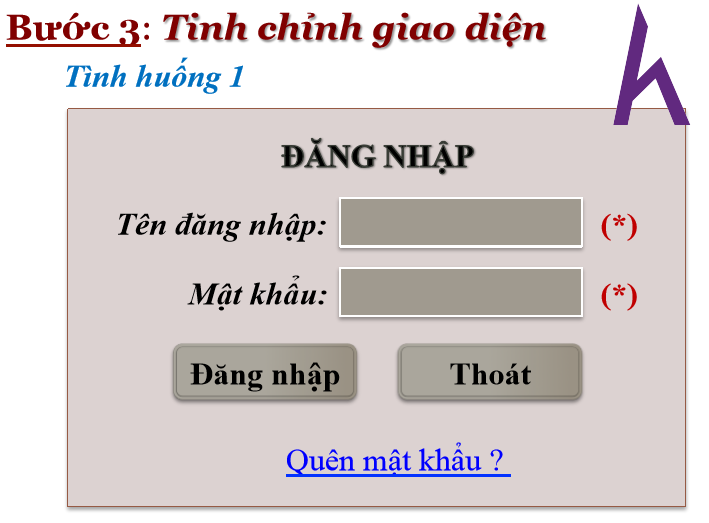 Bước 3: Tinh chỉnh giao diện
Tình huống 1
ĐĂNG NHẬP
Tên đăng nhập: (*)
Mật khẩu: (*)
Đăng nhập Thoát
Quên mật khẩu ?